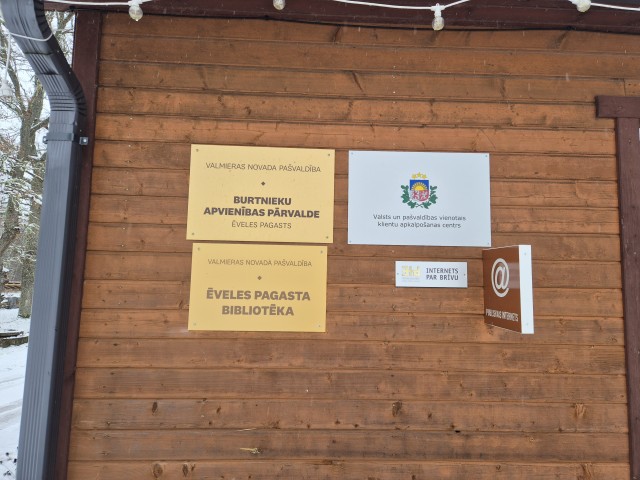 VALMIERAS NOVADA PAŠVALDĪBA
BURTNIEKU
APVIENĪBAS PĀRVALDE
ĒVELES PAGASTS
VALMIERAS NOVADA PAŠVALDĪBA
ĒVELES PAGASTA
BIBLIOTĒKA
Valsts un pašvaldības vienotais
klientu apkalpošanas centrs
INTERNETS
PAR BRĪVU
@
PUBLISKAIS INTERNETS